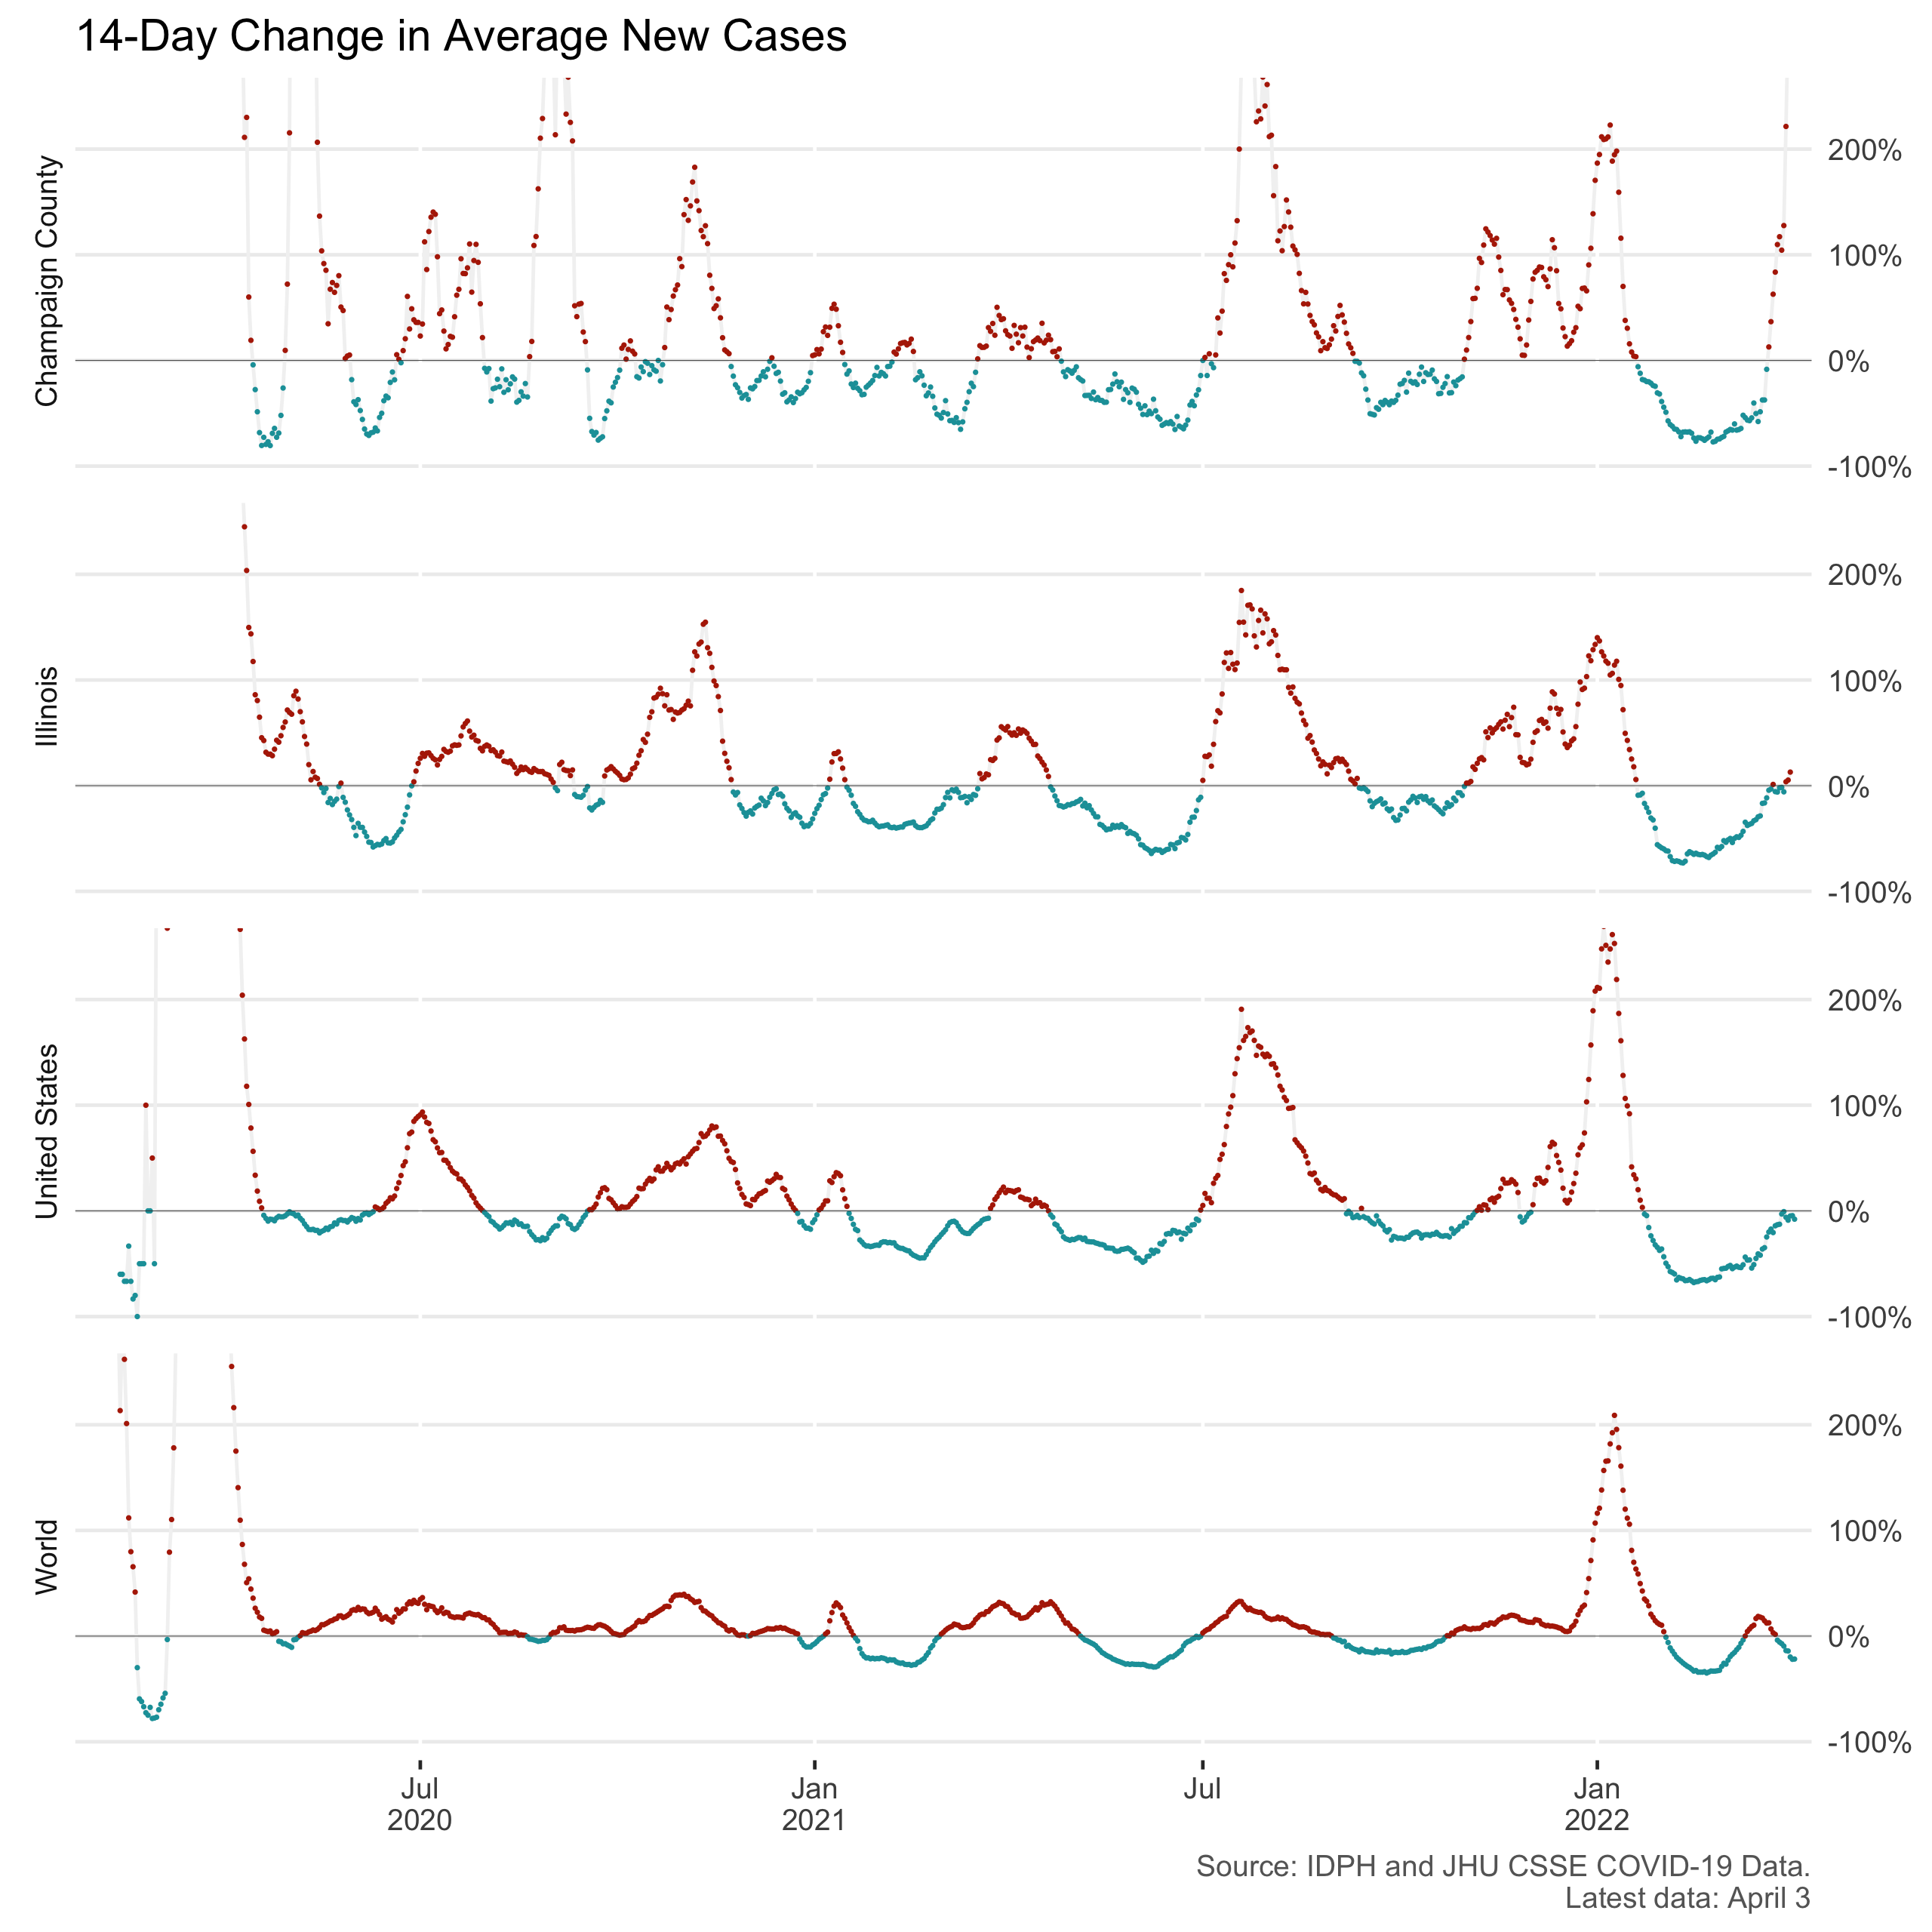 14-Day Change in Average New Cases
Champaign County
200%
100%
0%
-100%
Illinois
200%
100%
0%
-100%
United States
200%
100%
0%
-100%
World
200%
100%
0%
-100%
Jul
2020
Jan
2021
Jul
Jan
2022
Source: IDPH and JHU CSSE COVID-19 Data.
Latest data: April 3